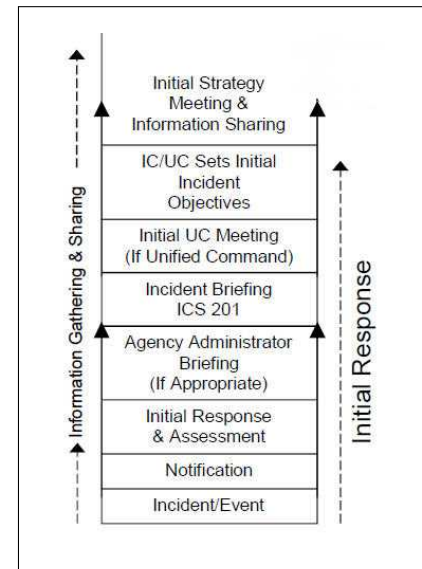 Initial Strategy
Meeting &
Information Sharing
IC/UC Sets Initial
Incident
Objectives
Initial UC Meeting
(If Unified Command)
Incident Briefing
ICS 201
Agency Administrator
Briefing
(If Appropriate)
Initial Response
& Assessment
Notification
Incident/Event
Information Gathering & Sharing
Initial Response